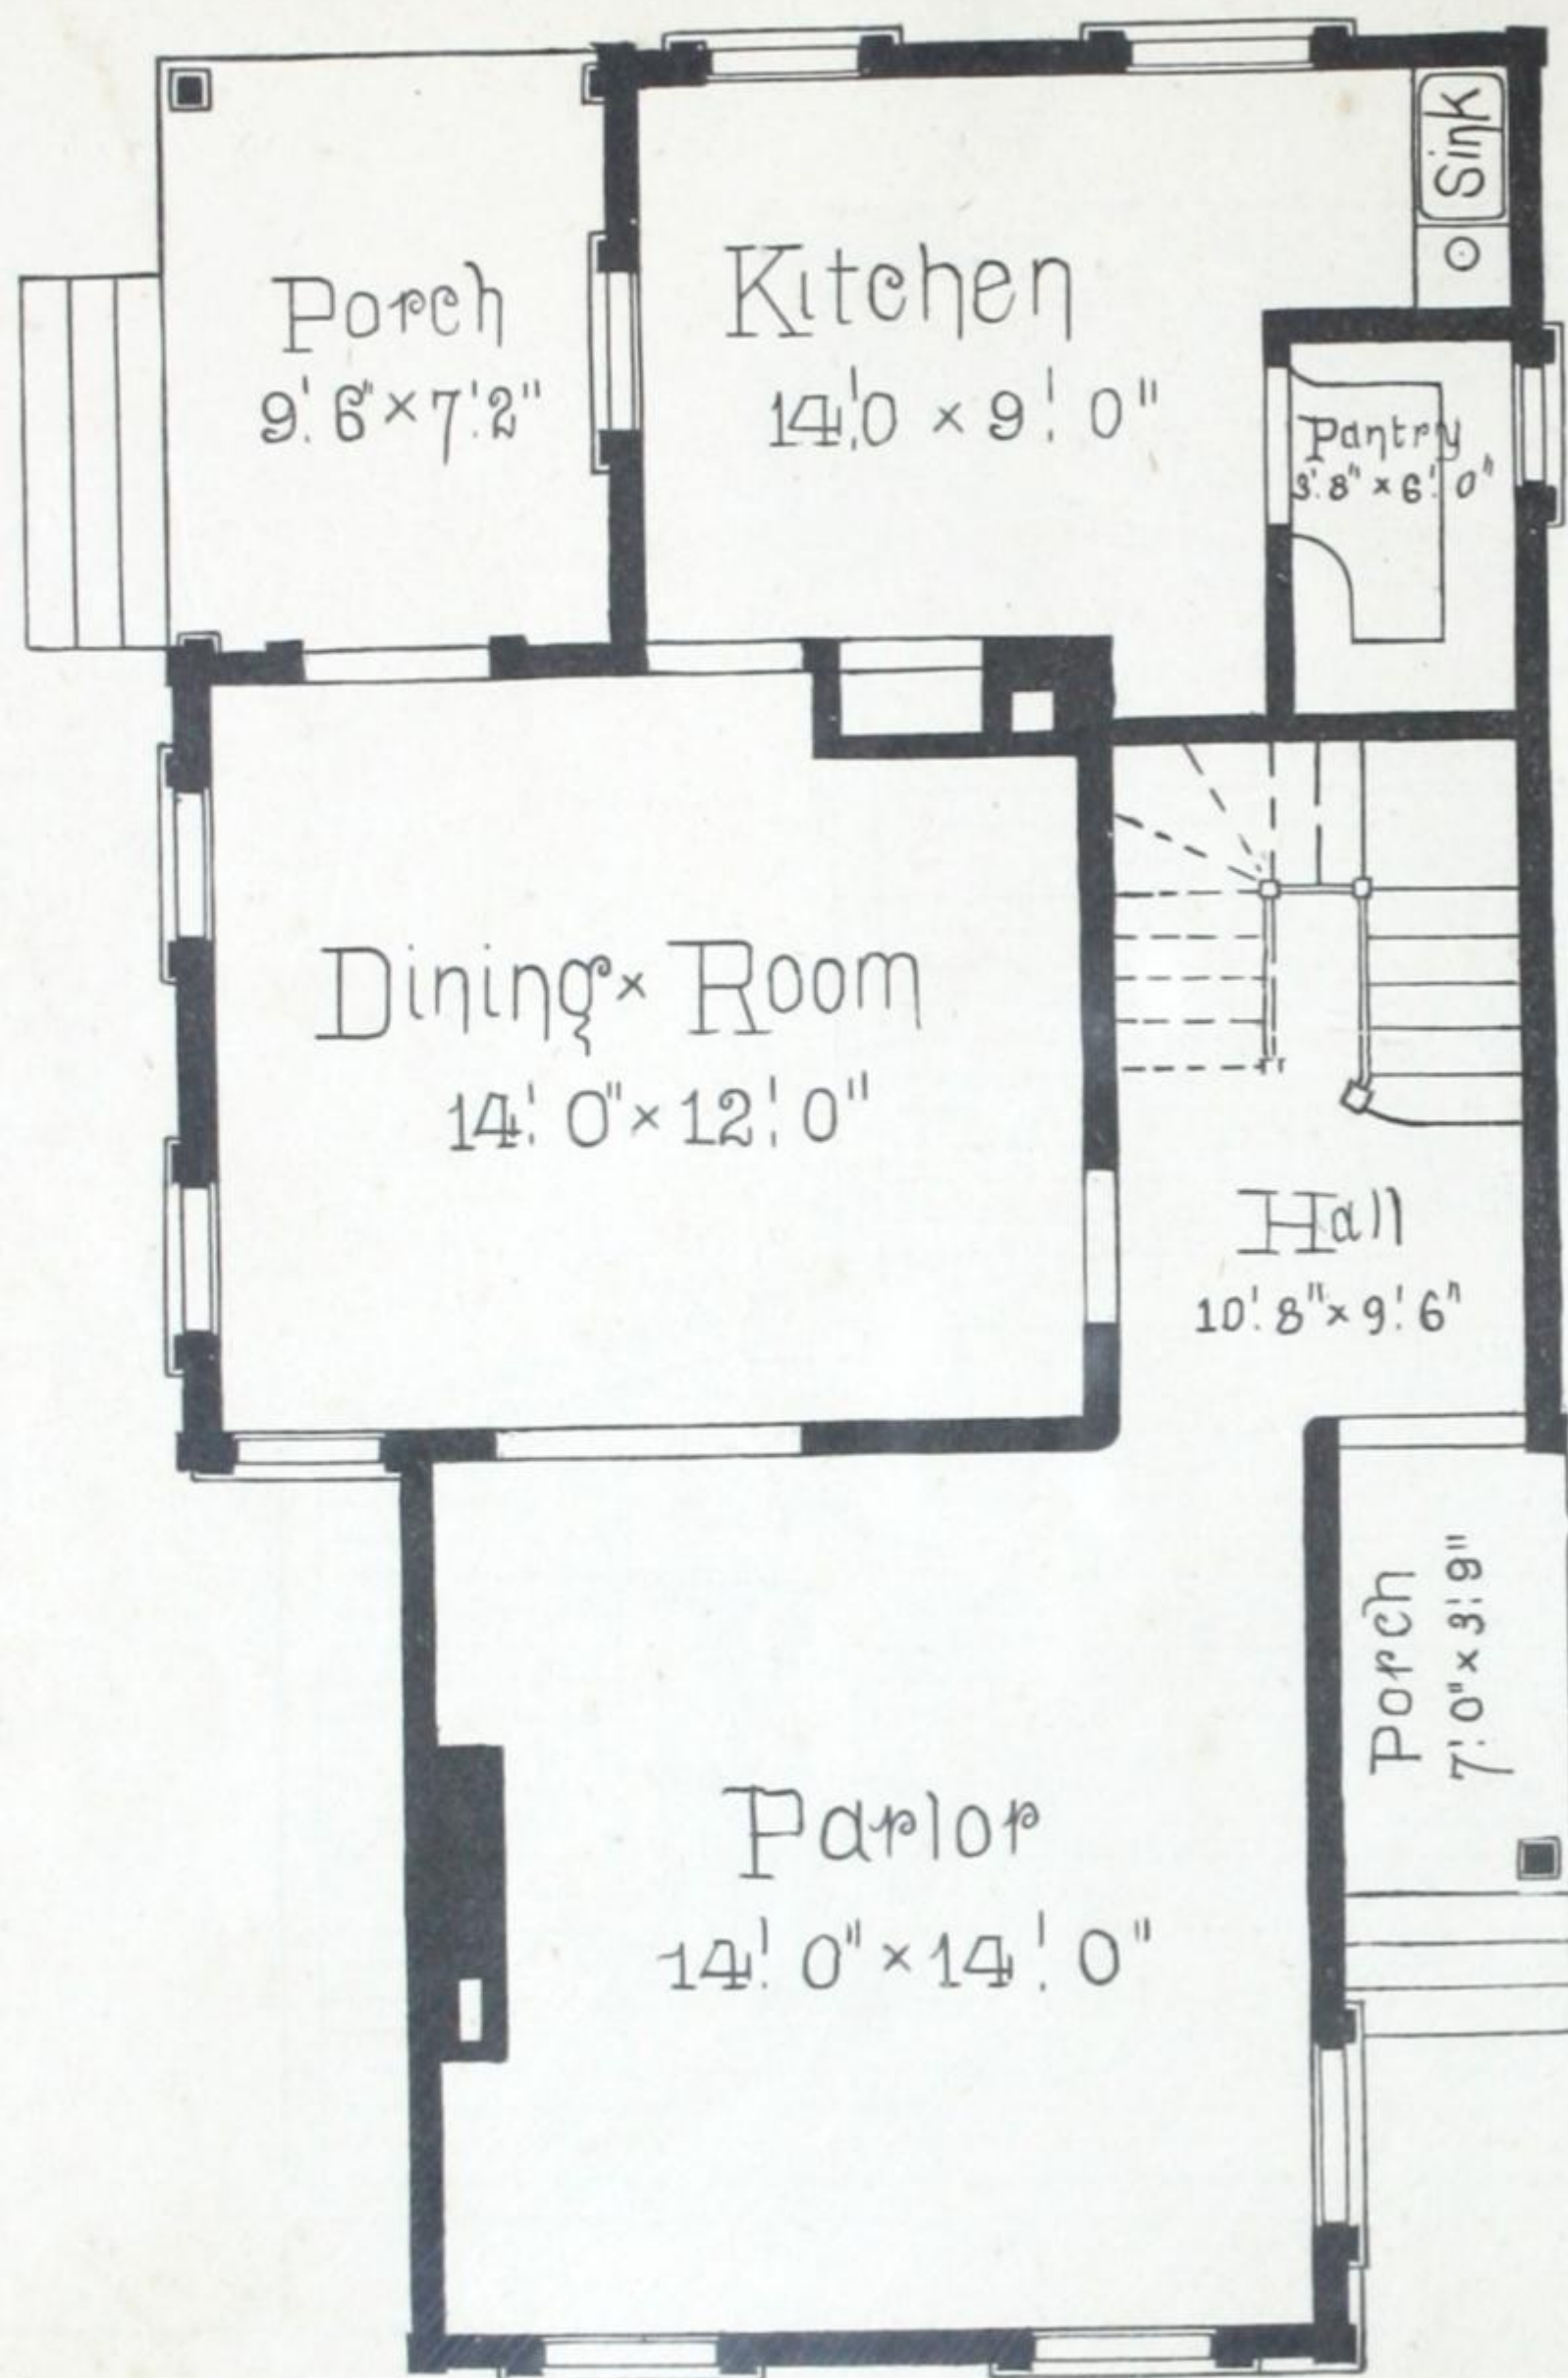 Sink
Porch
9'.6" × 7'.2"
Kitchen
14'.0 × 9'.0"
Pantry
3'.8" × 6'.0"
Dining × Room
14'.0" × 12'.0"
Hall
10'.8" × 9'.6"
Porch
7'.0" × 3'.9"
Parlor
14'.0" × 14'.0"